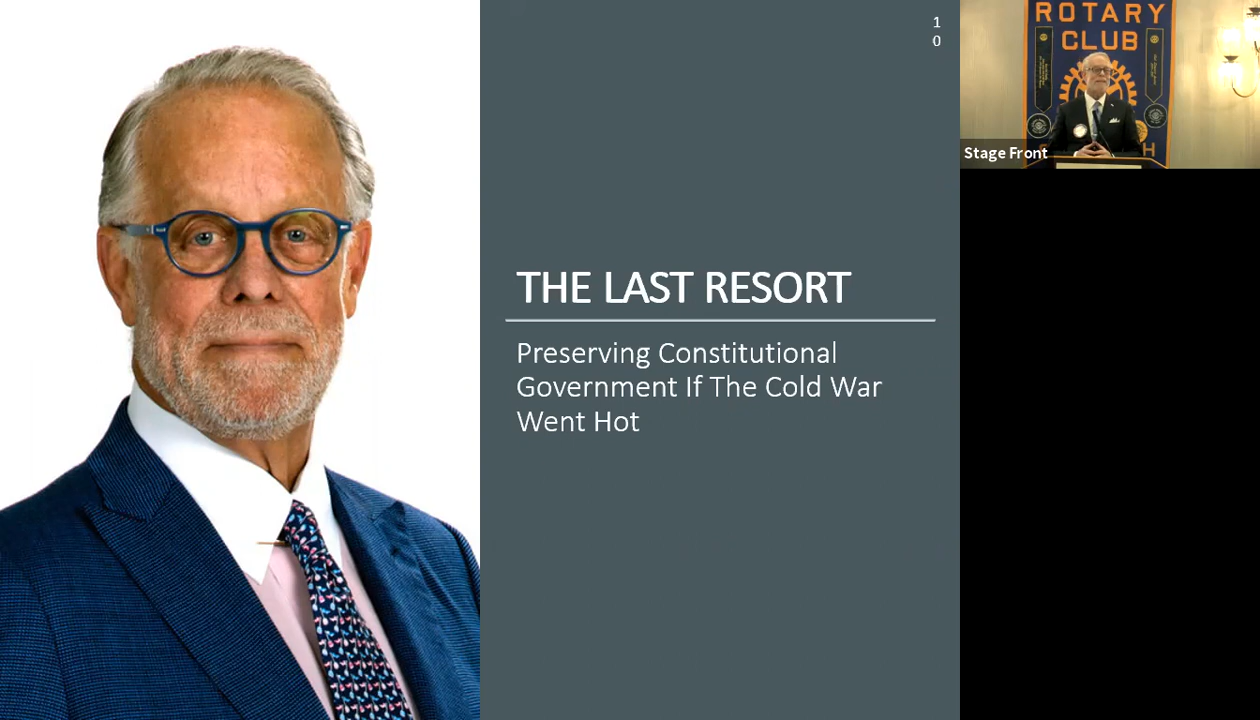 1
0
THE LAST RESORT
Preserving Constitutional
Government If The Cold War
Went Hot
ROTARY
CLUB
H
Stage Front